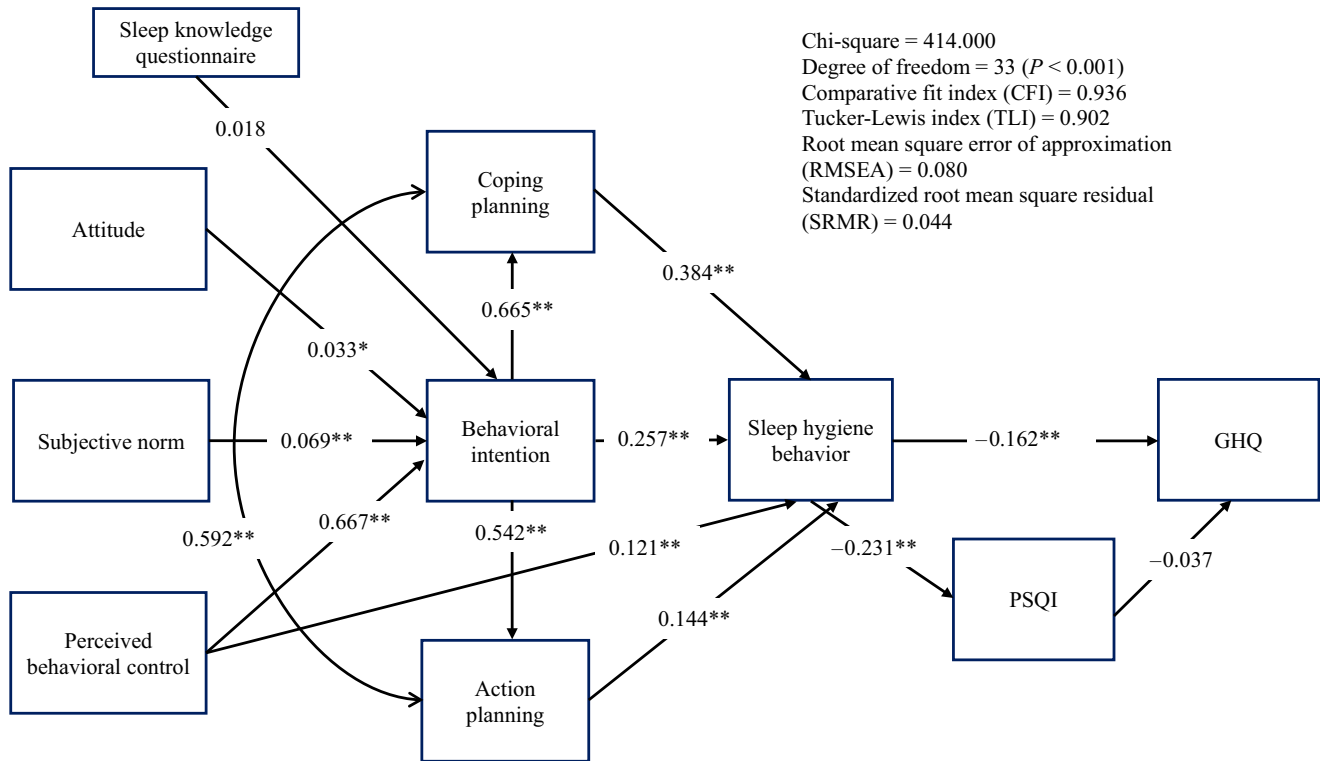 Sleep knowledge
questionnaire
Chi-square = 414.000
Degree of freedom = 33 (P < 0.001)
Comparative fit index (CFI) = 0.936
Tucker-Lewis index (TLI) = 0.902
Root mean square error of approximation
(RMSEA) = 0.080
Standardized root mean square residual
(SRMR) = 0.044
0.018
Coping
planning
Attitude
0.384**
0.665**
0.033*
Subjective norm
0.069**
Behavioral
intention
0.257**
Sleep hygiene
behavior
−0.162**
GHQ
0.667**
0.592**
0.542**
0.121**
−0.231**
−0.037
PSQI
0.144**
Perceived
behavioral control
Action
planning